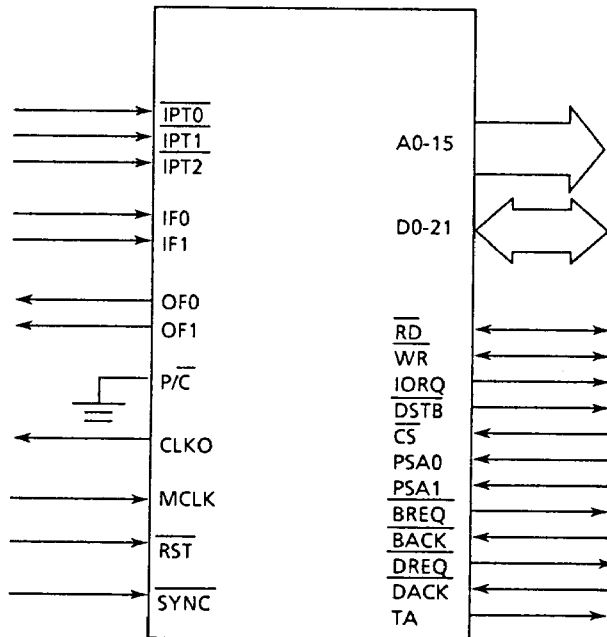 IPT0
IPT1
IPT2
IF0
IF1
OF0
OF1
P/C
CLKO
MCLK
RST
SYNC
A0-15
D0-21
RD
WR
IORQ
DSTB
CS
PSA0
PSA1
BREQ
BACK
DREQ
DACK
TA